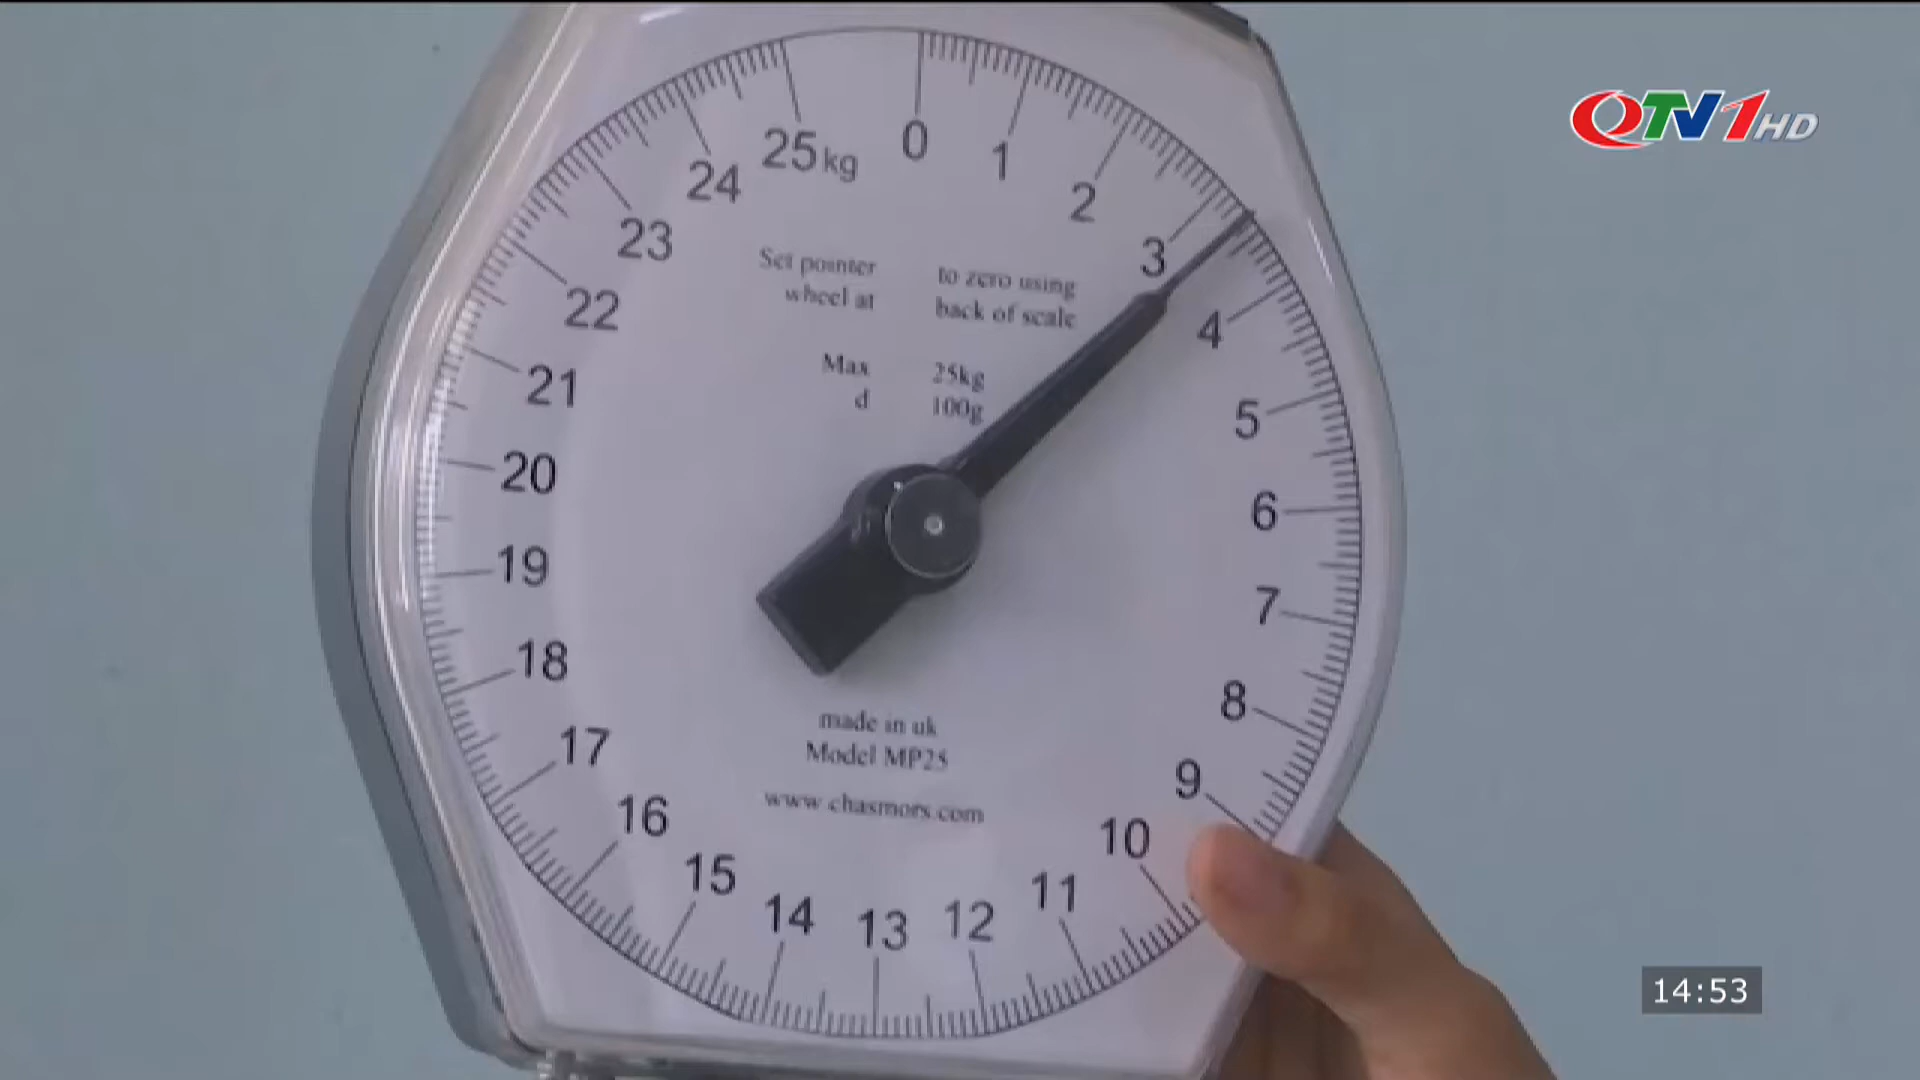 QTV1HD
0
1
2
3
4
5
6
7
8
9
10
11
12
13
14
15
16
17
18
19
20
21
22
23
24
25kg
Set pointer to zero using
wheel at back of scale
Max 25kg
d 100g
made in uk
Model MP25
www.chasmors.com
14:53